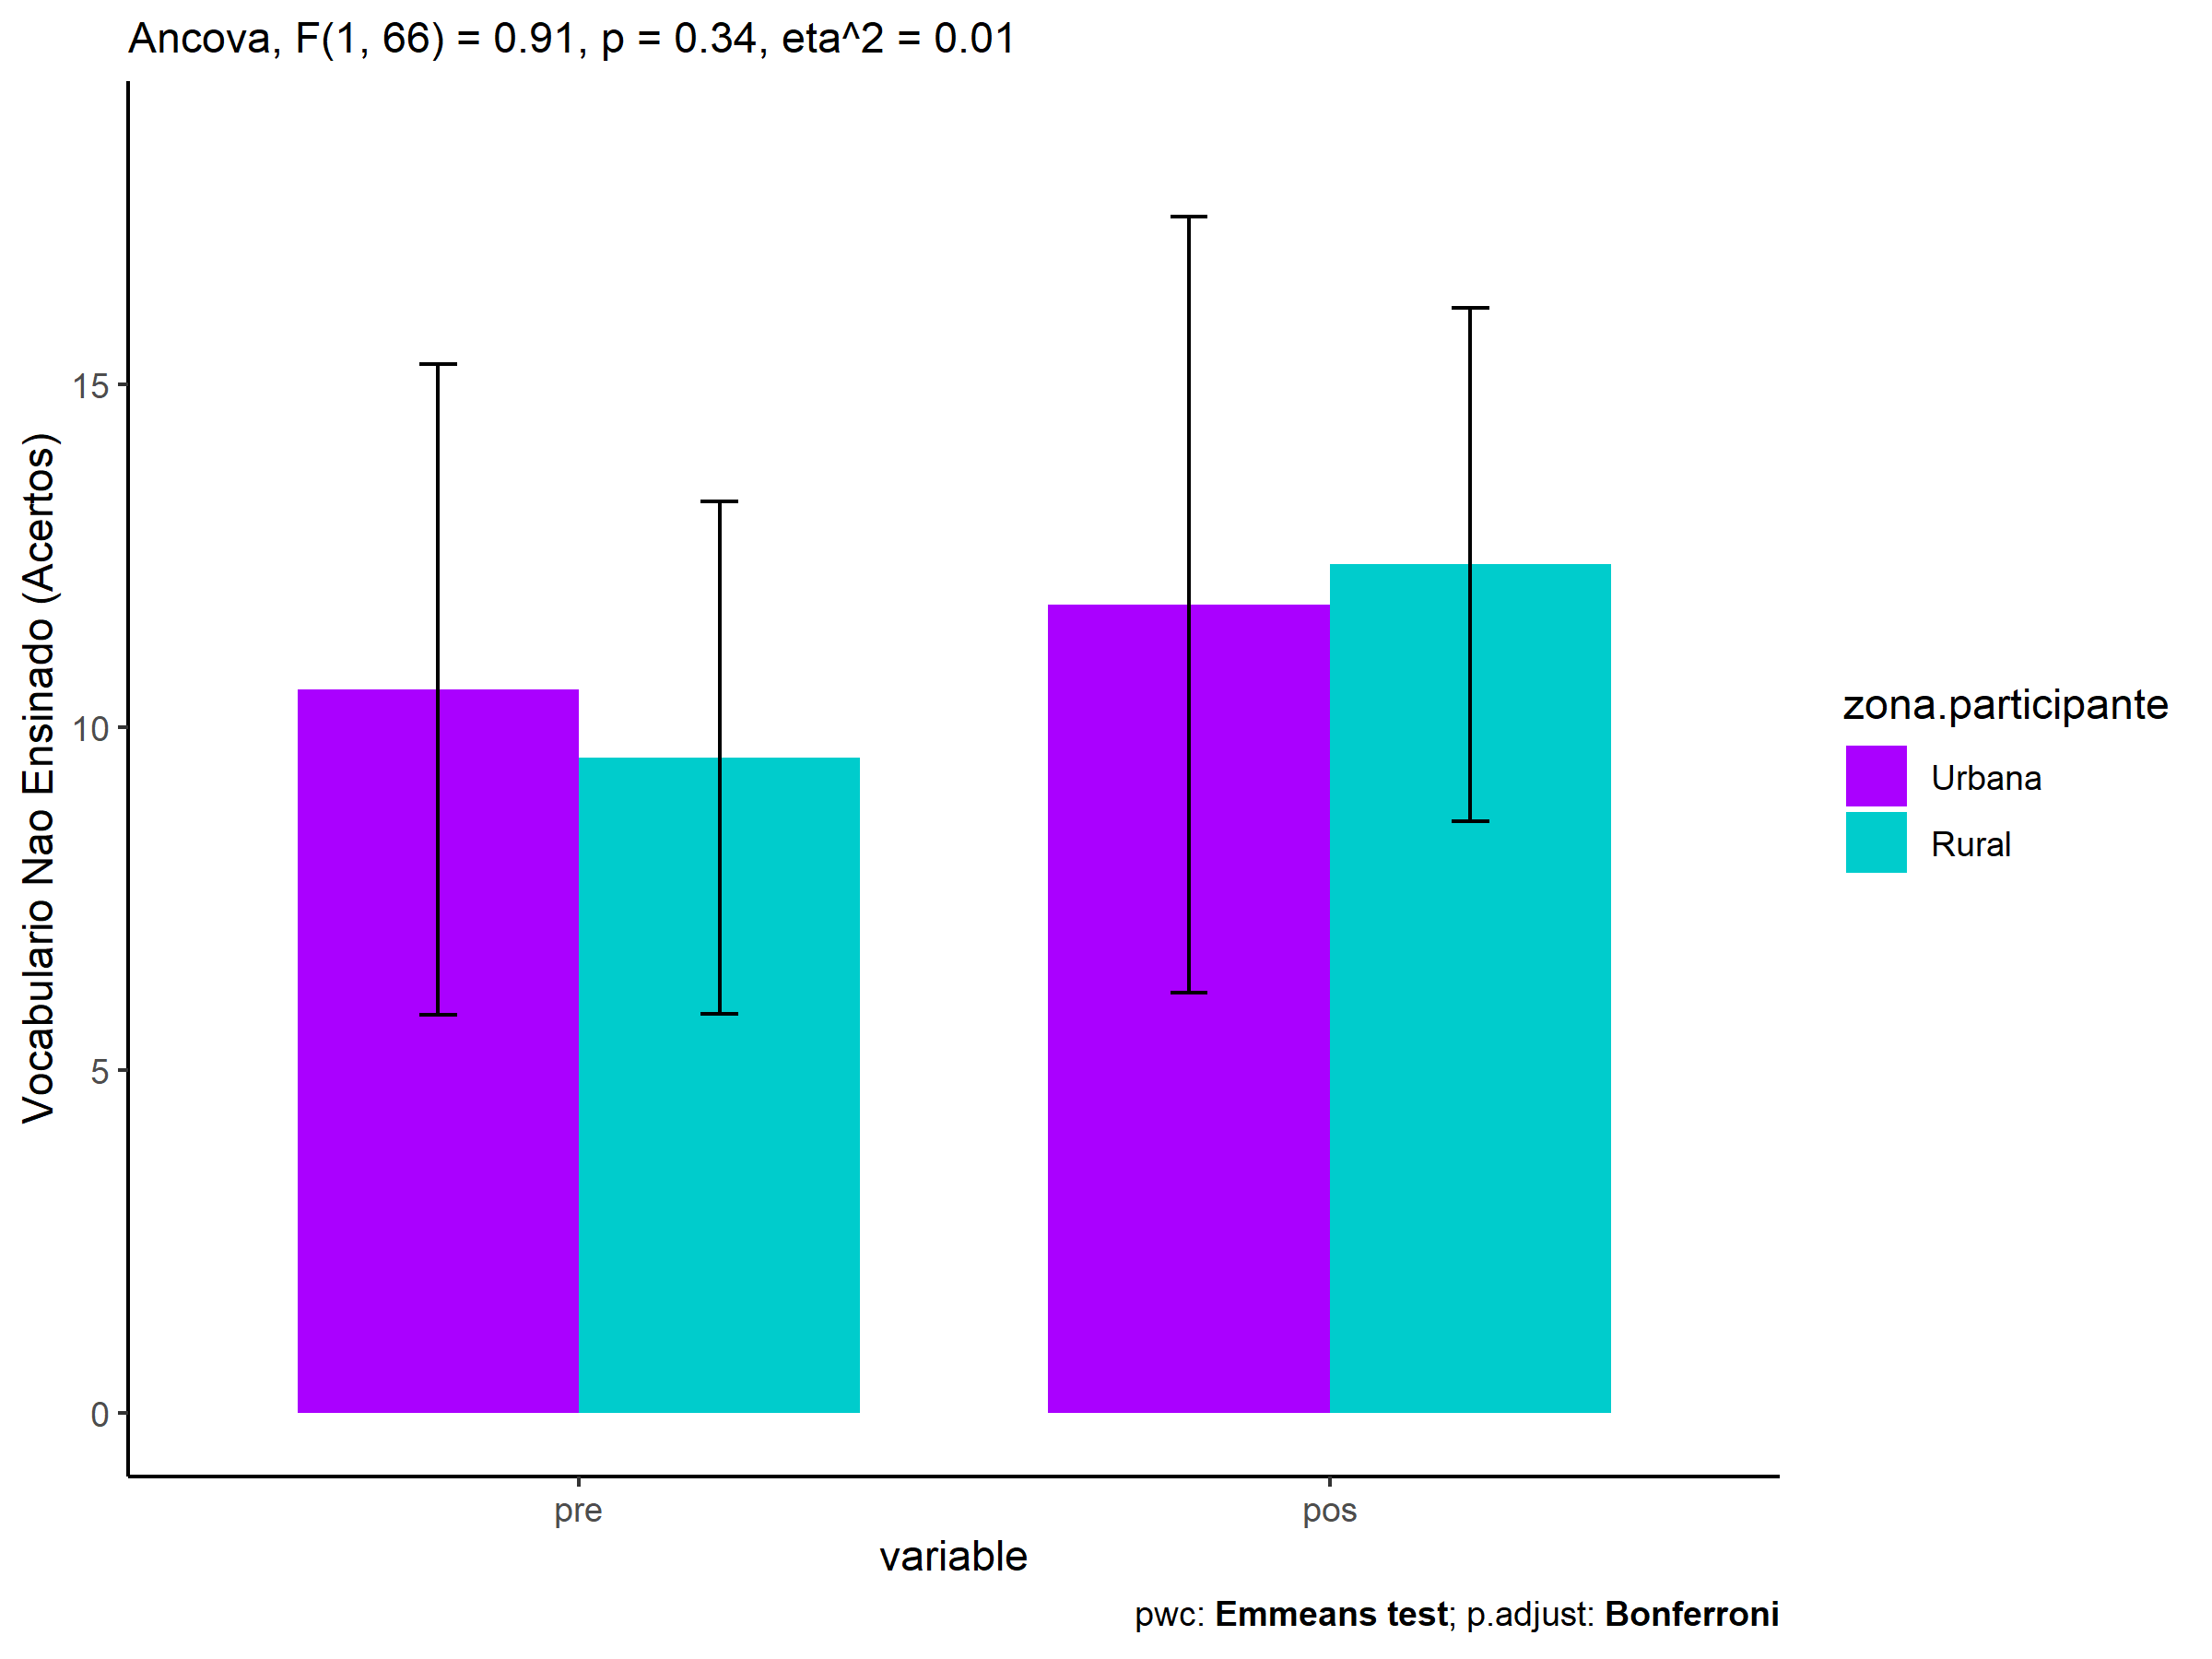 Ancova, F(1, 66) = 0.91, p = 0.34, eta^2 = 0.01
Vocabulario Nao Ensinado (Acertos)
15
10
5
0
pre
pos
variable
zona.participante
Urbana
Rural
pwc: Emmeans test; p.adjust: Bonferroni